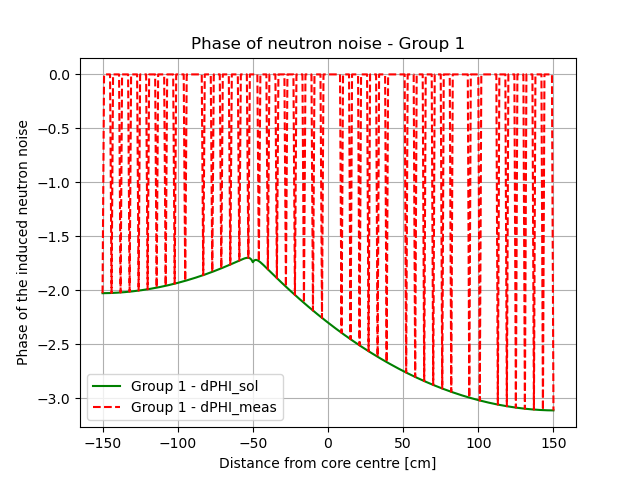 Phase of neutron noise - Group 1
Phase of the induced neutron noise
0.0
−0.5
−1.0
−1.5
−2.0
−2.5
−3.0
Group 1 - dPHI_sol
Group 1 - dPHI_meas
−150
−100
−50
0
50
100
150
Distance from core centre [cm]